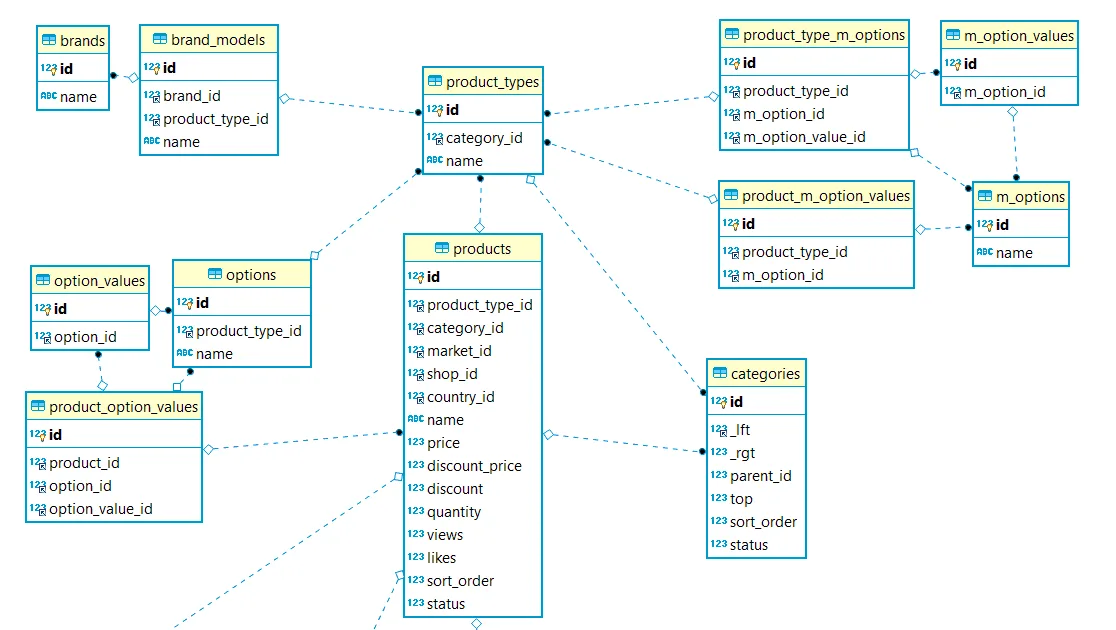 brands
id
name
brand_models
id
brand_id
product_type_id
name
product_types
id
category_id
name
product_type_m_options
id
product_type_id
m_option_id
m_option_value_id
m_option_values
id
m_option_id
product_m_option_values
id
product_type_id
m_option_id
m_options
id
name
option_values
id
option_id
options
id
product_type_id
name
products
id
product_type_id
category_id
market_id
shop_id
country_id
name
price
discount_price
discount
quantity
views
likes
sort_order
status
categories
id
_lft
_rgt
parent_id
top
sort_order
status
product_option_values
id
product_id
option_id
option_value_id